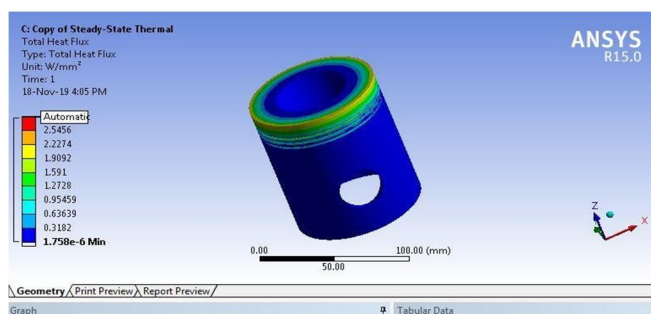 C: Copy of Steady-State Thermal
Total Heat Flux
Type: Total Heat Flux
Unit: W/mm²
Time: 1
18-Nov-19 4:05 PM
ANSYS
R15.0
Automatic
2.5456
2.2274
1.9092
1.591
1.2728
0.95459
0.63639
0.3182
1.758e-6 Min
Z
X
0.00 100.00 (mm)
50.00
Geometry Print Preview Report Preview
Graph Tabular Data